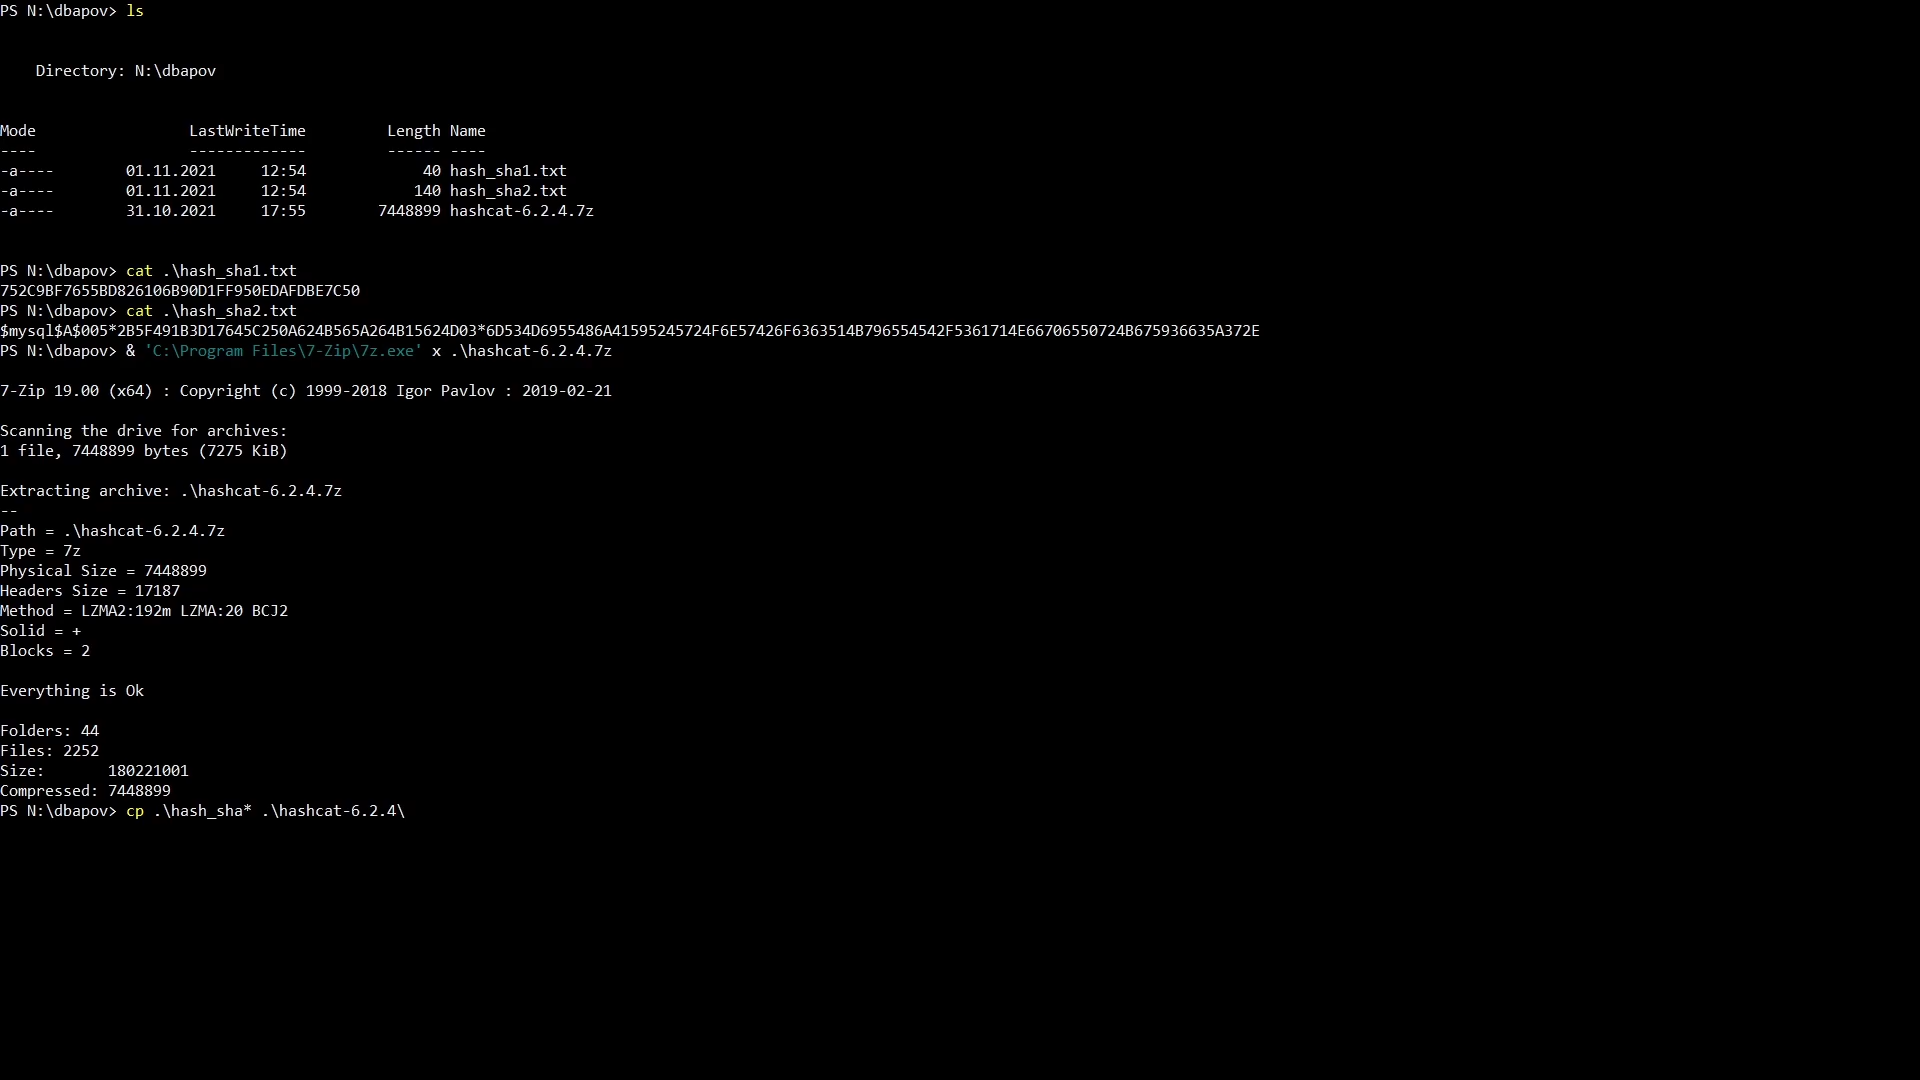 PS N:\dbapov> ls
Directory: N:\dbapov
Mode LastWriteTime Length Name
---- ------------- ------ ----
-a---- 01.11.2021 12:54 40 hash_sha1.txt
-a---- 01.11.2021 12:54 140 hash_sha2.txt
-a---- 31.10.2021 17:55 7448899 hashcat-6.2.4.7z
PS N:\dbapov> cat .\hash_sha1.txt
752C9BF7655BD826106B90D1FF950EDAFDBE7C50
PS N:\dbapov> cat .\hash_sha2.txt
$mysql$A$005*2B5F491B3D17645C250A624B565A264B15624D03*6D534D6955486A41595245724F6E57426F6363514B796554542F5361714E66706550724B675936635A372E
PS N:\dbapov> & 'C:\Program Files\7-Zip\7z.exe' x .\hashcat-6.2.4.7z
7-Zip 19.00 (x64) : Copyright (c) 1999-2018 Igor Pavlov : 2019-02-21
Scanning the drive for archives:
1 file, 7448899 bytes (7275 KiB)
Extracting archive: .\hashcat-6.2.4.7z
--
Path = .\hashcat-6.2.4.7z
Type = 7z
Physical Size = 7448899
Headers Size = 17187
Method = LZMA2:192m LZMA:20 BCJ2
Solid = +
Blocks = 2
Everything is Ok
Folders: 44
Files: 2252
Size: 180221001
Compressed: 7448899
PS N:\dbapov> cp .\hash_sha* .\hashcat-6.2.4\